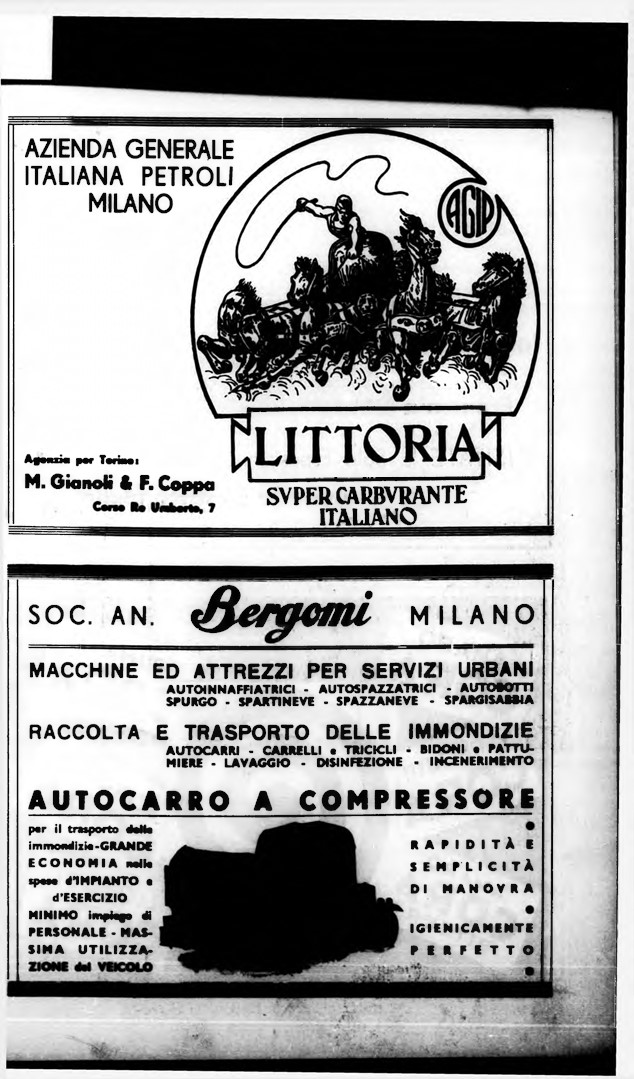 AZIENDA GENERALE
ITALIANA PETROLI
MILANO
AGIP
Agenzia per Torino:
M. Gianoli & F. Coppa
Corso Re Umberto, 7
LITTORIA
SVPER CARBVRANTE
ITALIANO
SOC. AN. Bergomi MILANO
MACCHINE ED ATTREZZI PER SERVIZI URBANI
AUTOINNAFFIATRICI - AUTOSPAZZATRICI - AUTOBOTTI
SPURGO - SPARTINEVE - SPAZZANEVE - SPARGISABBIA
RACCOLTA E TRASPORTO DELLE IMMONDIZIE
AUTOCARRI - CARRELLI e TRICICLI - BIDONI e PATTU-
MIERE - LAVAGGIO - DISINFEZIONE - INCENERIMENTO
AUTOCARRO A COMPRESSORE
per il trasporto delle
immondizie-GRANDE
ECONOMIA nelle
spese d'IMPIANTO e
d'ESERCIZIO
MINIMO impiego di
PERSONALE - MAS-
SIMA UTILIZZA-
ZIONE del VEICOLO
•
RAPIDITÀ E
SEMPLICITÀ
DI MANOVRA
•
IGIENICAMENTE
PERFETTO
•